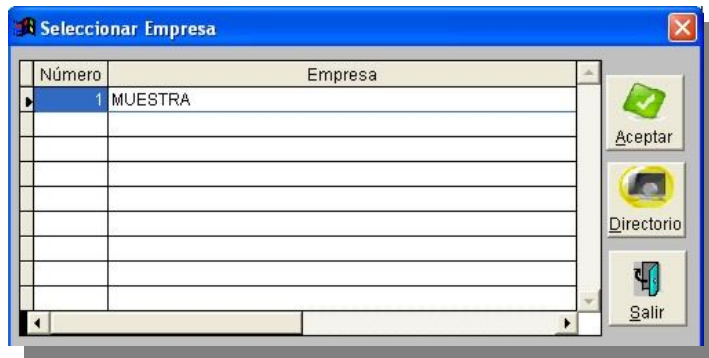 Seleccionar Empresa
Número Empresa
1 MUESTRA
Aceptar
Directorio
Salir